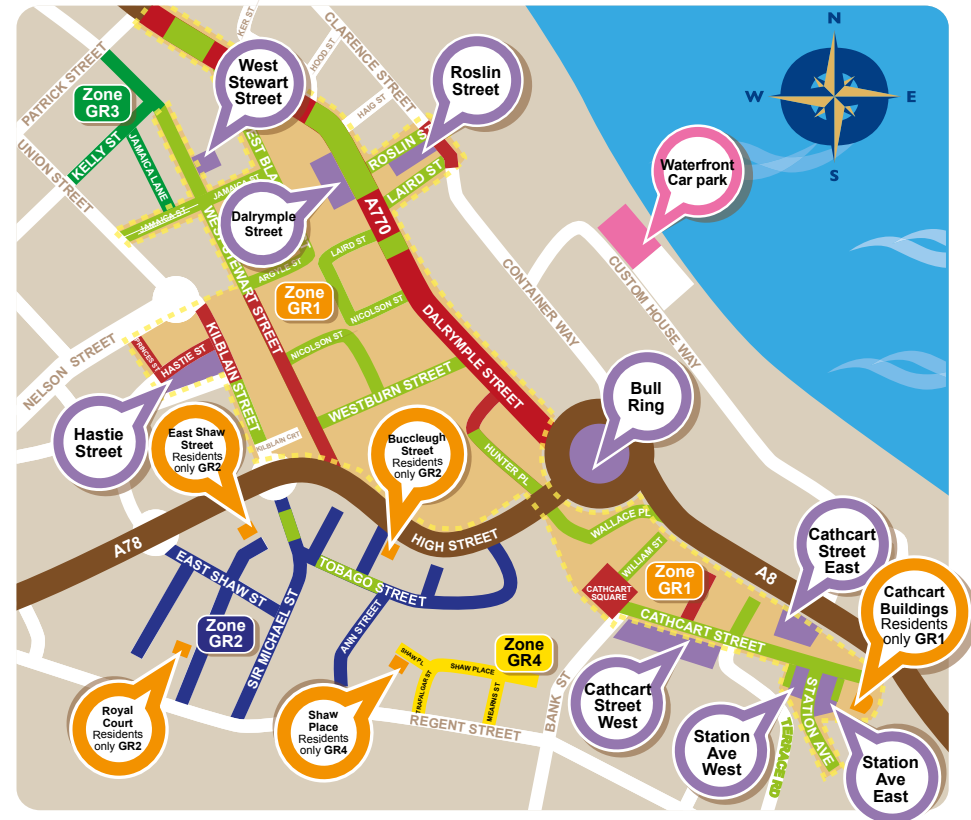 KER ST
HOOD ST
CLARENCE STREET
HAIG ST
PATRICK STREET
UNION STREET
Zone
GR3
KELLY ST
JAMAICA LANE
JAMAICA ST
JAMAICA ST
West
Stewart
Street
Roslin
Street
ROSLIN S
LAIRD ST
Dalrymple
Street
A770
N
W
E
S
Waterfront
Car park
WEST STEWART STREET
ARGYLE ST
LAIRD ST
NICOLSON ST
NICOLSON ST
Zone
GR1
CONTAINER WAY
CUSTOM HOUSE WAY
DALRYMPLE STREET
WESTBURN STREET
NELSON STREET
PRINCES ST
HASTIE ST
KILBLAIN STREET
KILBLAIN CRT
Hastie
Street
East Shaw
Street
Residents
only GR2
Buccleugh
Street
Residents
only GR2
Bull
Ring
HUNTER PL
WALLACE PL
WILLIAM ST
A78
HIGH STREET
A8
EAST SHAW ST
TOBAGO STREET
SIR MICHAEL ST
ANN STREET
Zone
GR2
CATHCART
SQUARE
Zone
GR1
CATHCART STREET
Cathcart
Street
East
Cathcart
Buildings
Residents
only GR1
Zone
GR4
SHAW PL
SHAW PLACE
TRAFALGAR ST
MEARNS ST
REGENT STREET
BANK ST
Royal
Court
Residents
only GR2
Shaw
Place
Residents
only GR4
Cathcart
Street
West
Station
Ave
West
TERRACE RD
STATION AVE
Station
Ave
East